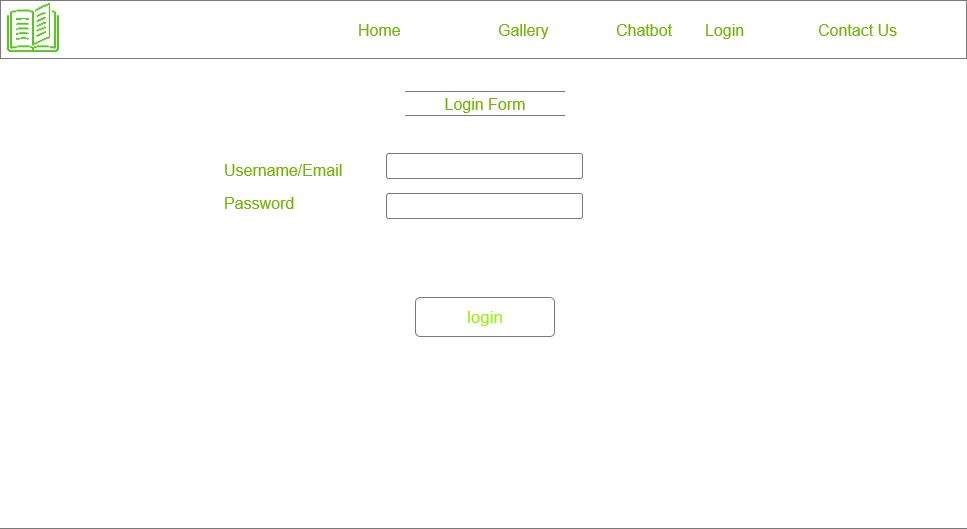 Home Gallery Chatbot Login Contact Us
Login Form
Username/Email
Password
login